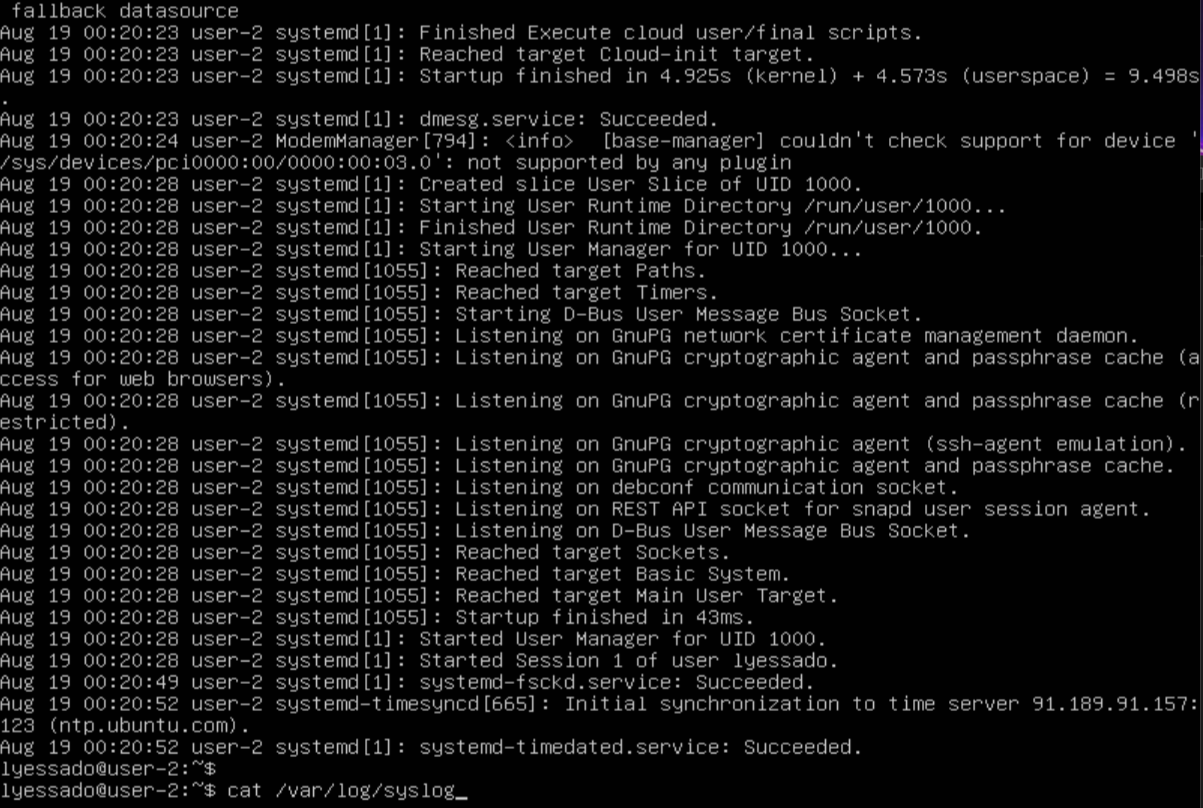 fallback datasource
Aug 19 00:20:23 user-2 systemd[1]: Finished Execute cloud user/final scripts.
Aug 19 00:20:23 user-2 systemd[1]: Reached target Cloud-init target.
Aug 19 00:20:23 user-2 systemd[1]: Startup finished in 4.925s (kernel) + 4.573s (userspace) = 9.498s
.
Aug 19 00:20:23 user-2 systemd[1]: dmesg.service: Succeeded.
Aug 19 00:20:24 user-2 ModemManager[794]: <info>  [base-manager] couldn't check support for device '
/sys/devices/pci0000:00/0000:00:03.0': not supported by any plugin
Aug 19 00:20:28 user-2 systemd[1]: Created slice User Slice of UID 1000.
Aug 19 00:20:28 user-2 systemd[1]: Starting User Runtime Directory /run/user/1000...
Aug 19 00:20:28 user-2 systemd[1]: Finished User Runtime Directory /run/user/1000.
Aug 19 00:20:28 user-2 systemd[1]: Starting User Manager for UID 1000...
Aug 19 00:20:28 user-2 systemd[1055]: Reached target Paths.
Aug 19 00:20:28 user-2 systemd[1055]: Reached target Timers.
Aug 19 00:20:28 user-2 systemd[1055]: Starting D-Bus User Message Bus Socket.
Aug 19 00:20:28 user-2 systemd[1055]: Listening on GnuPG network certificate management daemon.
Aug 19 00:20:28 user-2 systemd[1055]: Listening on GnuPG cryptographic agent and passphrase cache (a
ccess for web browsers).
Aug 19 00:20:28 user-2 systemd[1055]: Listening on GnuPG cryptographic agent and passphrase cache (r
estricted).
Aug 19 00:20:28 user-2 systemd[1055]: Listening on GnuPG cryptographic agent (ssh-agent emulation).
Aug 19 00:20:28 user-2 systemd[1055]: Listening on GnuPG cryptographic agent and passphrase cache.
Aug 19 00:20:28 user-2 systemd[1055]: Listening on debconf communication socket.
Aug 19 00:20:28 user-2 systemd[1055]: Listening on REST API socket for snapd user session agent.
Aug 19 00:20:28 user-2 systemd[1055]: Listening on D-Bus User Message Bus Socket.
Aug 19 00:20:28 user-2 systemd[1055]: Reached target Sockets.
Aug 19 00:20:28 user-2 systemd[1055]: Reached target Basic System.
Aug 19 00:20:28 user-2 systemd[1055]: Reached target Main User Target.
Aug 19 00:20:28 user-2 systemd[1055]: Startup finished in 43ms.
Aug 19 00:20:28 user-2 systemd[1]: Started User Manager for UID 1000.
Aug 19 00:20:28 user-2 systemd[1]: Started Session 1 of user lyessado.
Aug 19 00:20:49 user-2 systemd[1]: systemd-fsckd.service: Succeeded.
Aug 19 00:20:52 user-2 systemd-timesyncd[665]: Initial synchronization to time server 91.189.91.157:
123 (ntp.ubuntu.com).
Aug 19 00:20:52 user-2 systemd[1]: systemd-timedated.service: Succeeded.
lyessado@user-2:~$
lyessado@user-2:~$ cat /var/log/syslog_